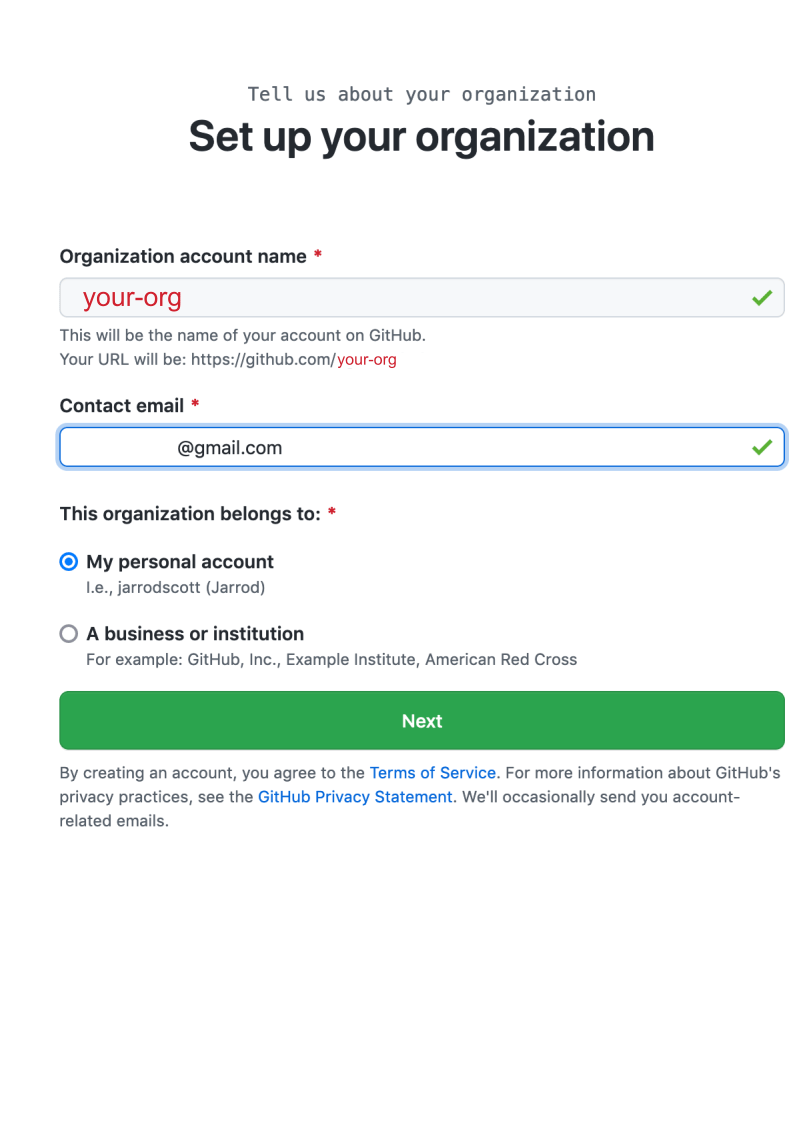 Tell us about your organization
Set up your organization
Organization account name *
your-org
This will be the name of your account on GitHub.
Your URL will be: https://github.com/your-org
Contact email *
@gmail.com
This organization belongs to: *
My personal account
I.e., jarrodscott (Jarrod)
A business or institution
For example: GitHub, Inc., Example Institute, American Red Cross
Next
By creating an account, you agree to the Terms of Service. For more information about GitHub's
privacy practices, see the GitHub Privacy Statement. We'll occasionally send you account-
related emails.